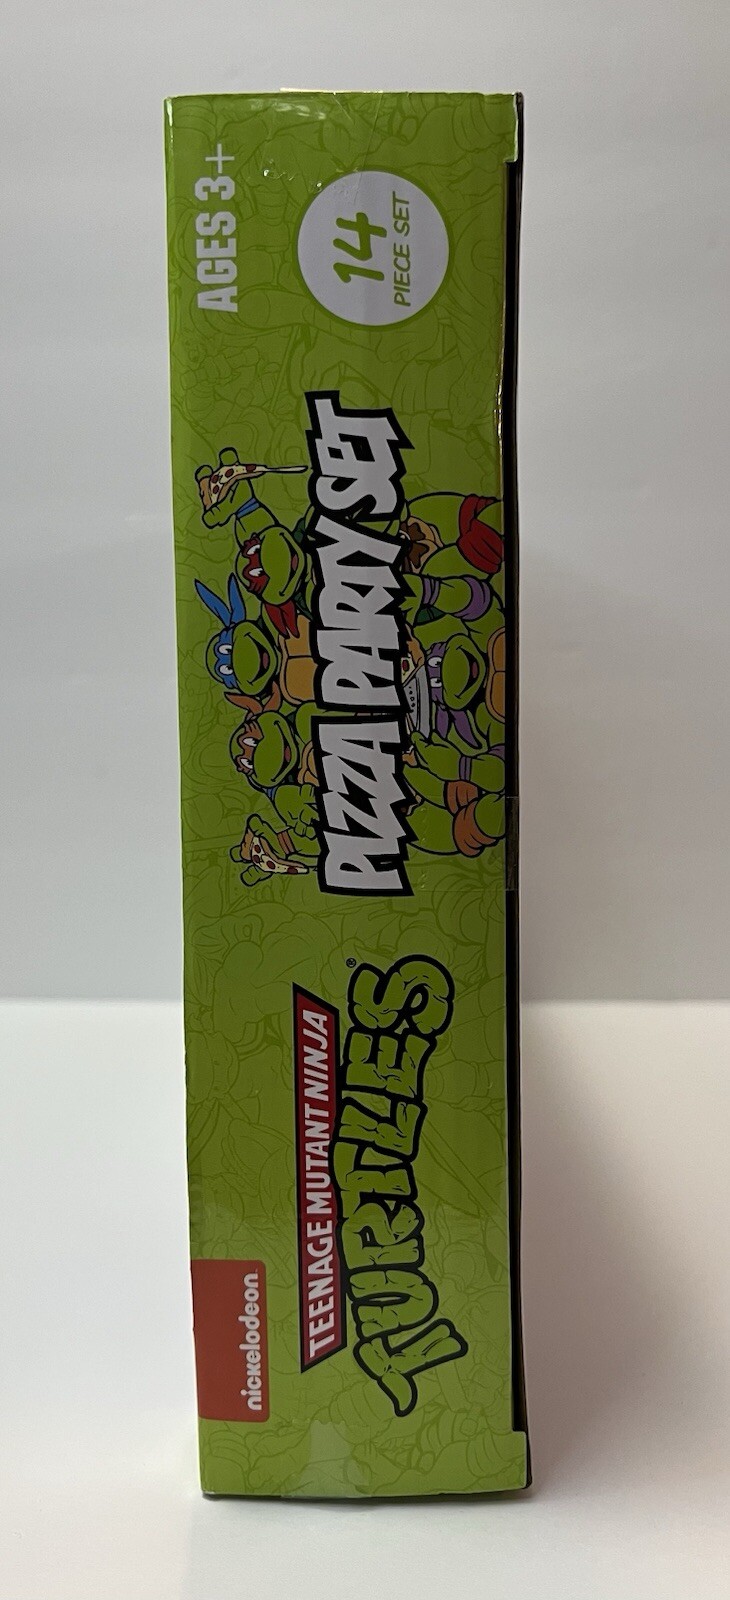 nickelodeon
TEENAGE MUTANT NINJA
TURTLES®
PIZZA PARTY SET
AGES 3+
14
PIECE SET